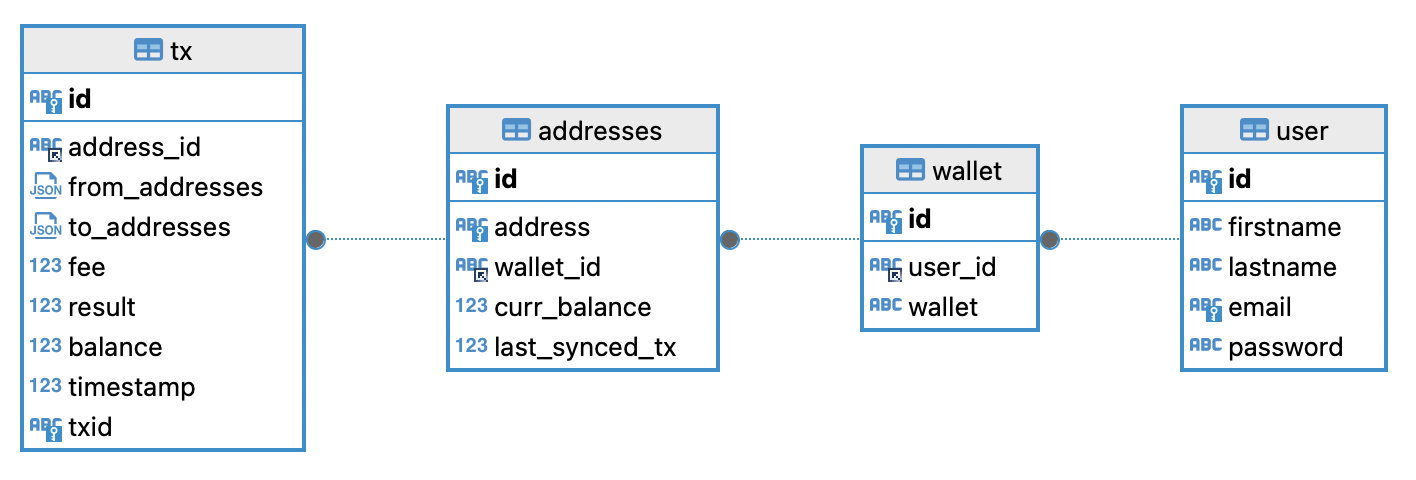 tx
ABC id
ABC address_id
JSON from_addresses
JSON to_addresses
123 fee
123 result
123 balance
123 timestamp
ABC txid
addresses
ABC id
ABC address
ABC wallet_id
123 curr_balance
123 last_synced_tx
wallet
ABC id
ABC user_id
ABC wallet
user
ABC id
ABC firstname
ABC lastname
ABC email
ABC password